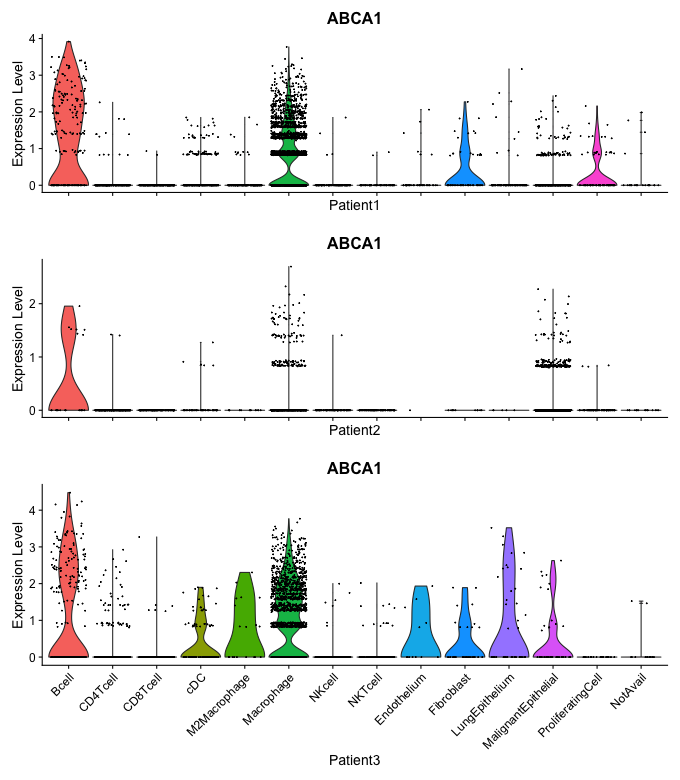 ABCA1
Expression Level
4
3
2
1
0
Patient1
ABCA1
Expression Level
2
1
0
Patient2
ABCA1
Expression Level
4
3
2
1
0
Bcell
CD4Tcell
CD8Tcell
cDC
M2Macrophage
Macrophage
NKcell
NKTcell
Endothelium
Fibroblast
LungEpithelium
MalignantEpithelial
ProliferatingCell
NotAvail
Patient3